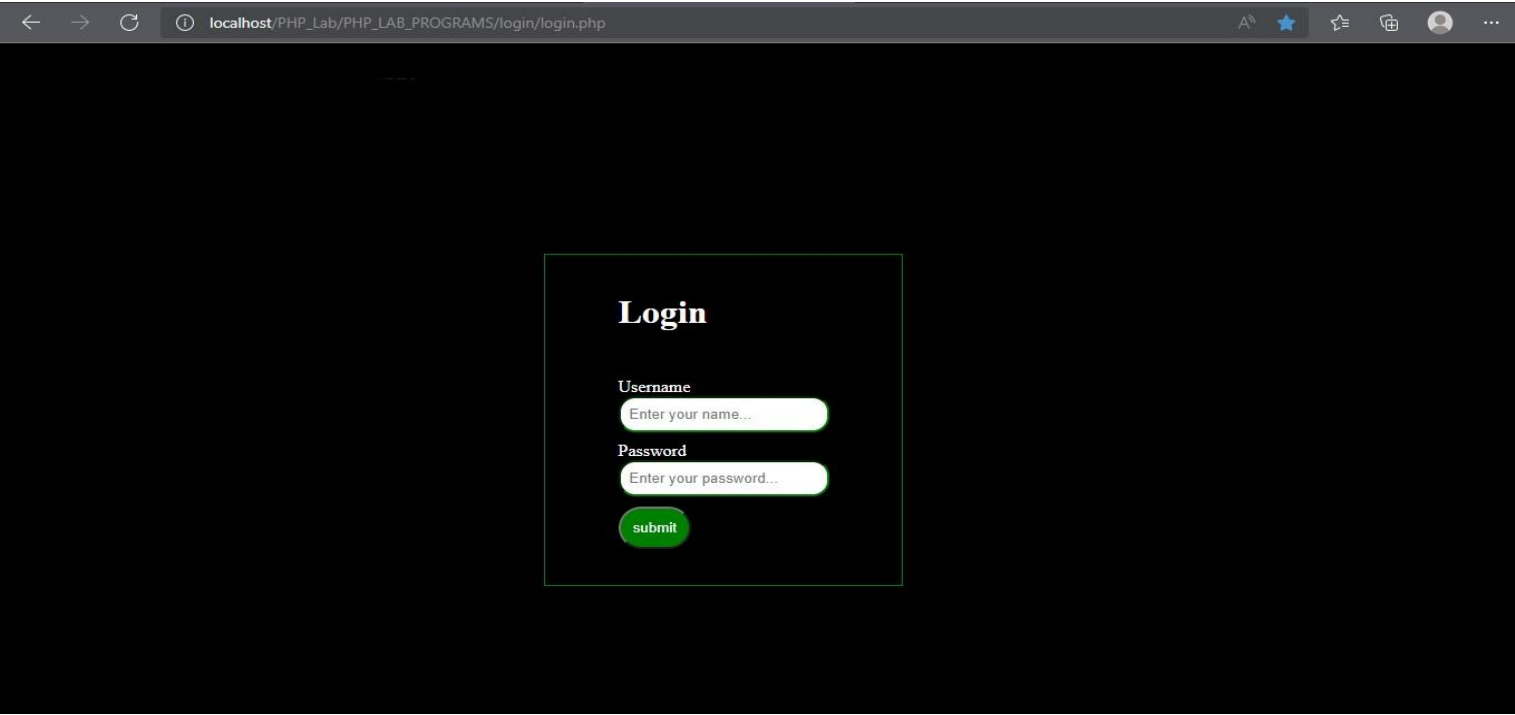 localhost/PHP_Lab/PHP_LAB_PROGRAMS/login/login.php
Login
Username
Enter your name...
Password
Enter your password...
submit